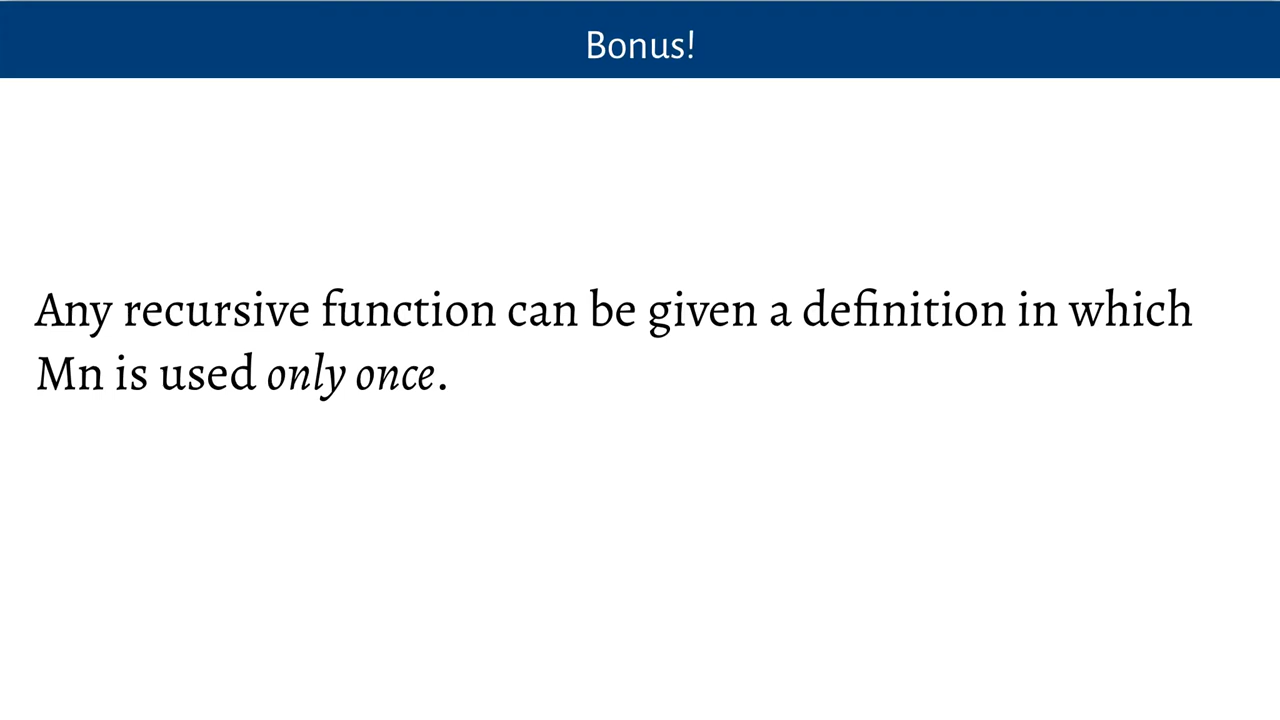 Bonus!
Any recursive function can be given a definition in which
Mn is used only once.